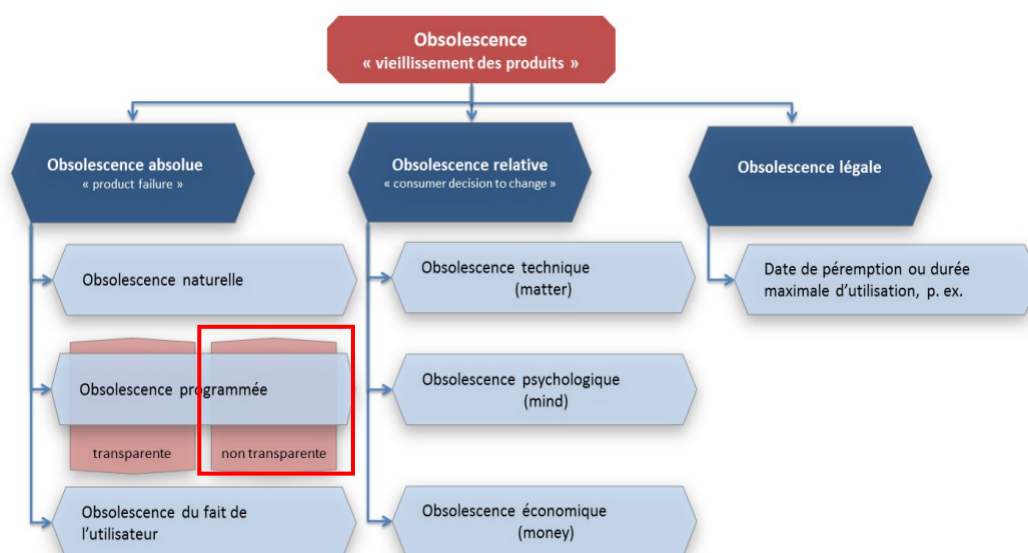 Obsolescence
« vieillissement des produits »
Obsolescence absolue
« product failure »
Obsolescence relative
« consumer decision to change »
Obsolescence légale
Obsolescence naturelle
Obsolescence technique
(matter)
Date de péremption ou durée
maximale d'utilisation, p. ex.
Obsolescence programmée
transparente
non transparente
Obsolescence psychologique
(mind)
Obsolescence du fait de
l'utilisateur
Obsolescence économique
(money)